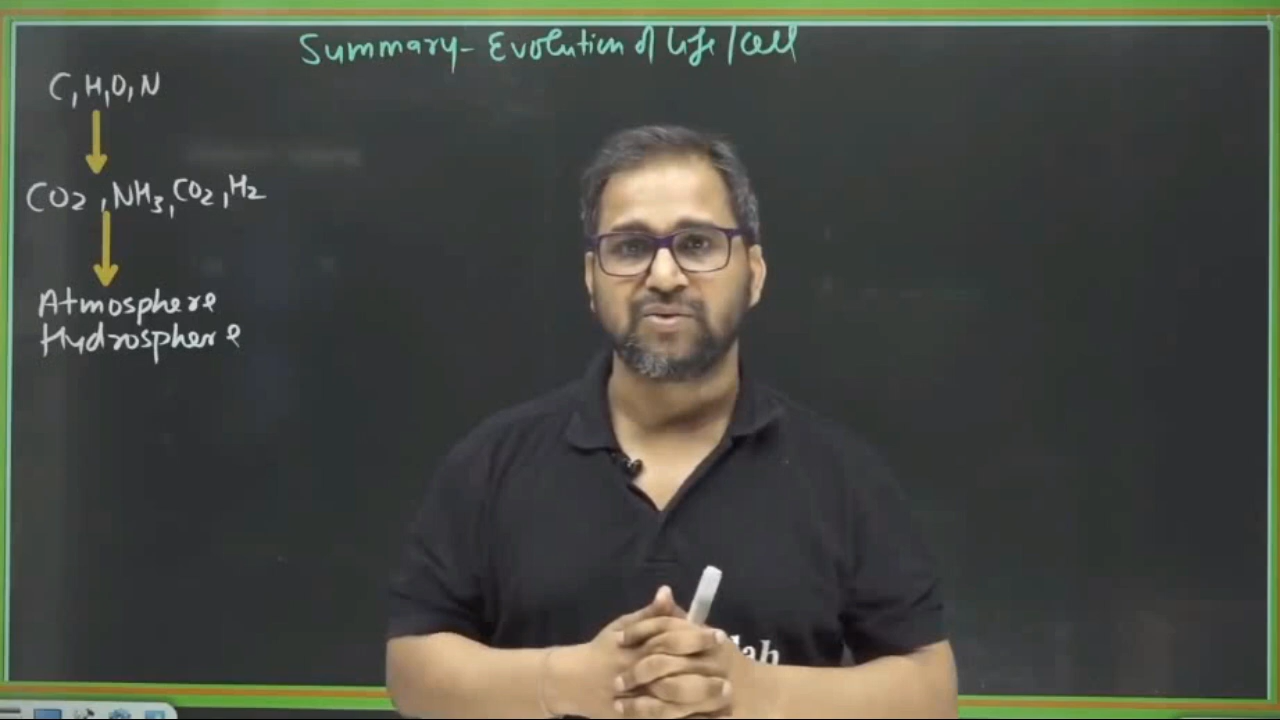 Summary- Evolution of life/cell
C, H, O, N
CO2, NH3, CO2, H2
Atmosphere
Hydrosphere